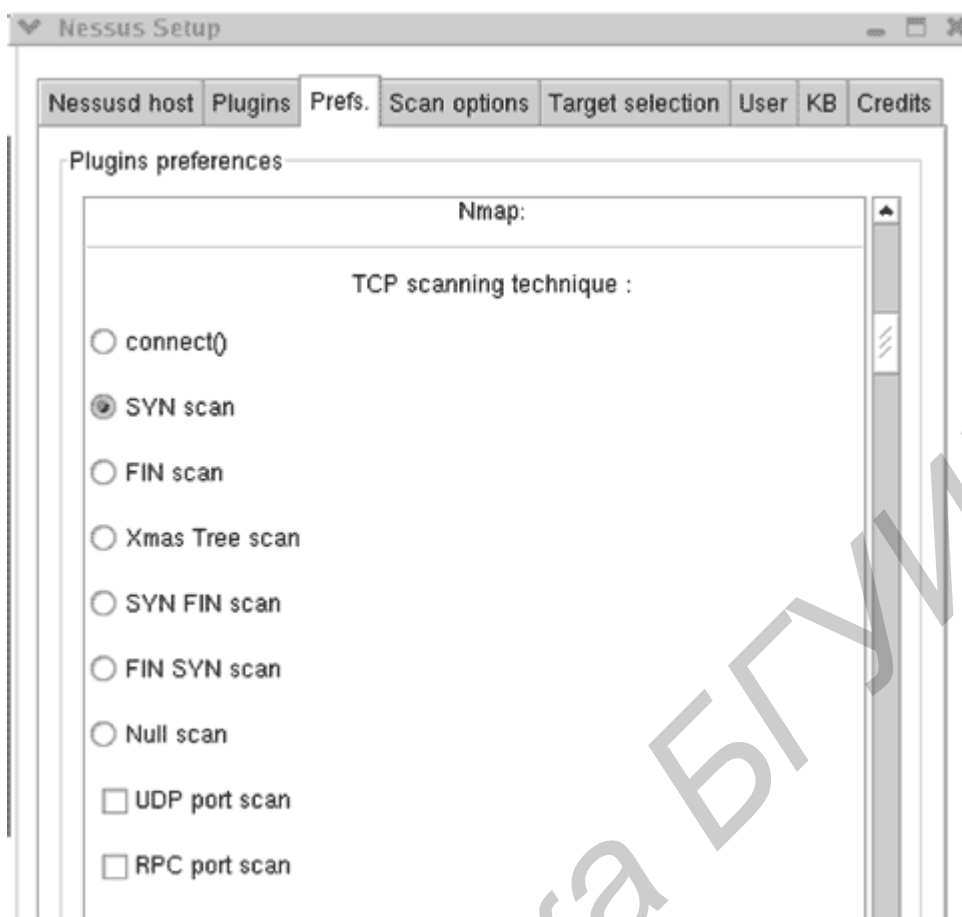 Nessus Setup
Nessusd host Plugins Prefs. Scan options Target selection User KB Credits
Plugins preferences
Nmap:
TCP scanning technique :
connect()
SYN scan
FIN scan
Xmas Tree scan
SYN FIN scan
FIN SYN scan
Null scan
UDP port scan
RPC port scan